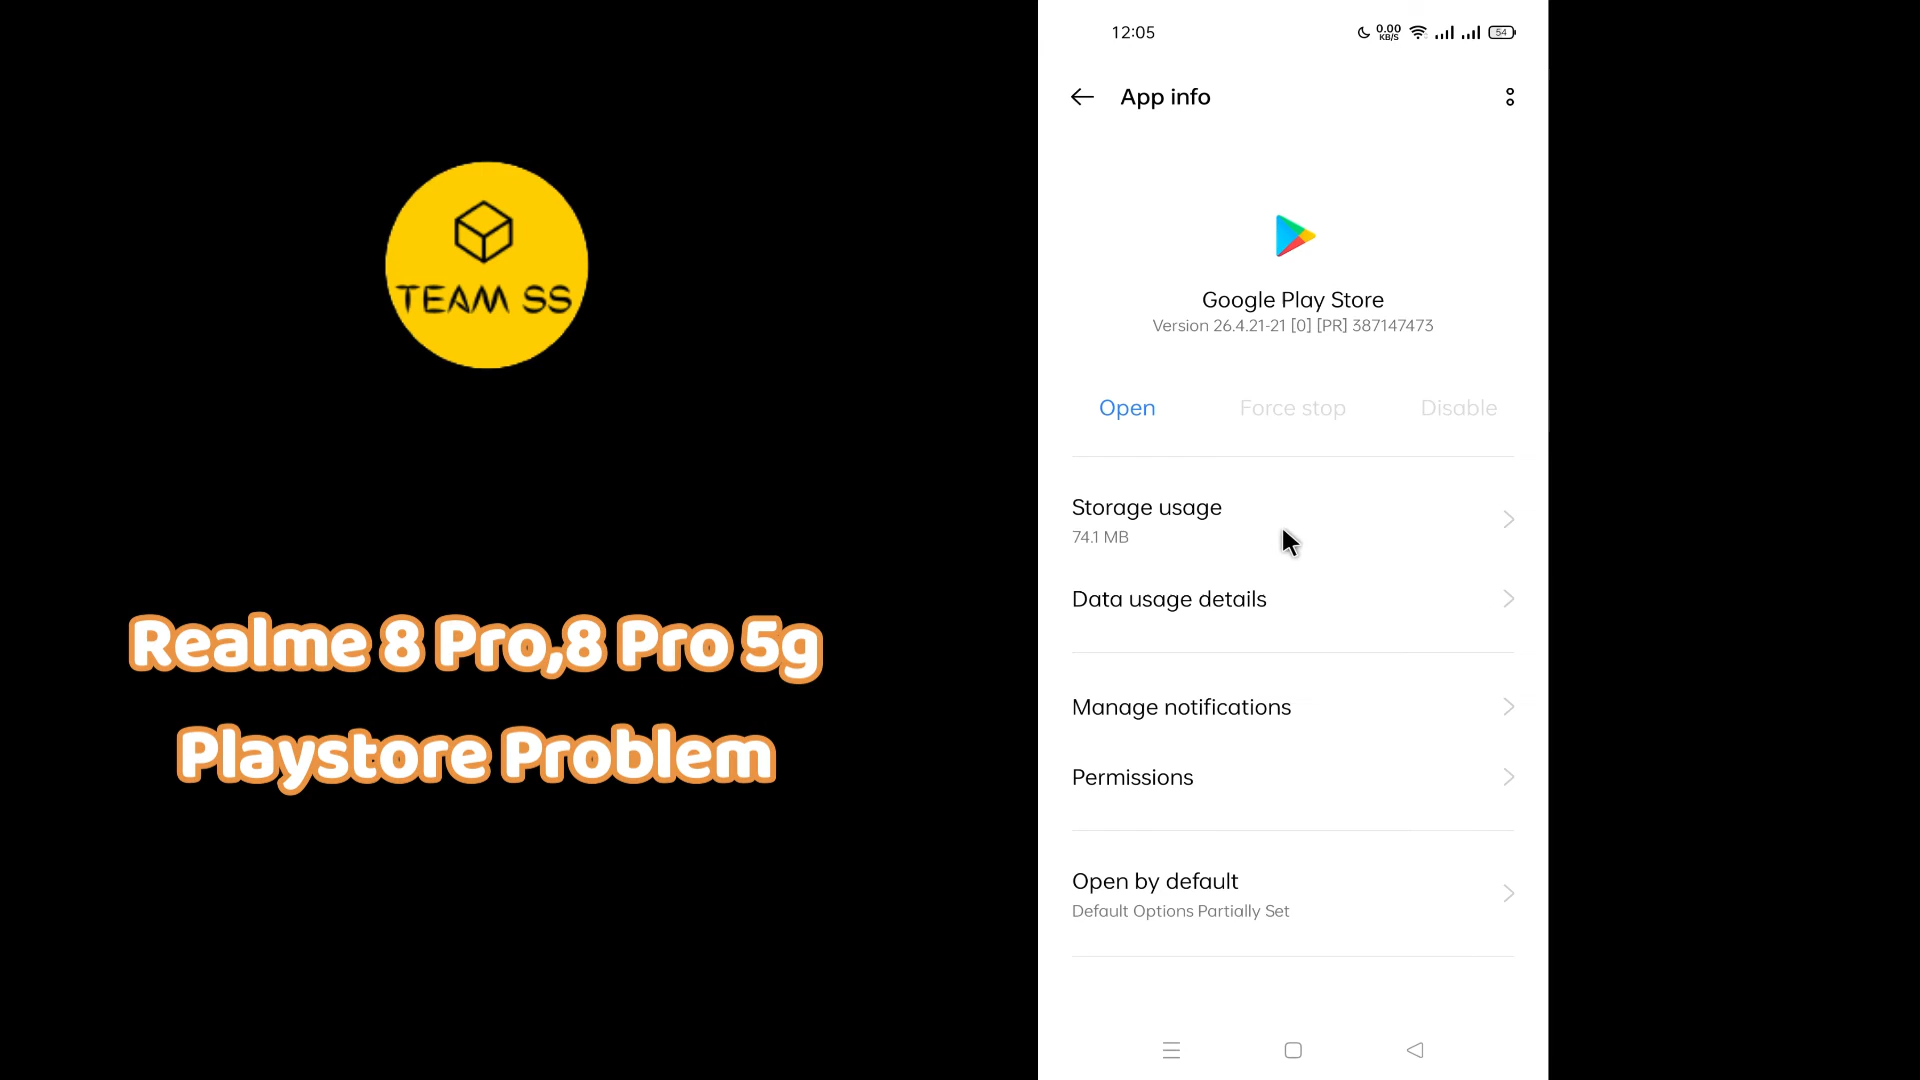 TEAM SS
Realme 8 Pro,8 Pro 5g
Playstore Problem
12:05
0.00
KB/S
54
App info
Google Play Store
Version 26.4.21-21 [0] [PR] 387147473
Open
Force stop
Disable
Storage usage
74.1 MB
Data usage details
Manage notifications
Permissions
Open by default
Default Options Partially Set